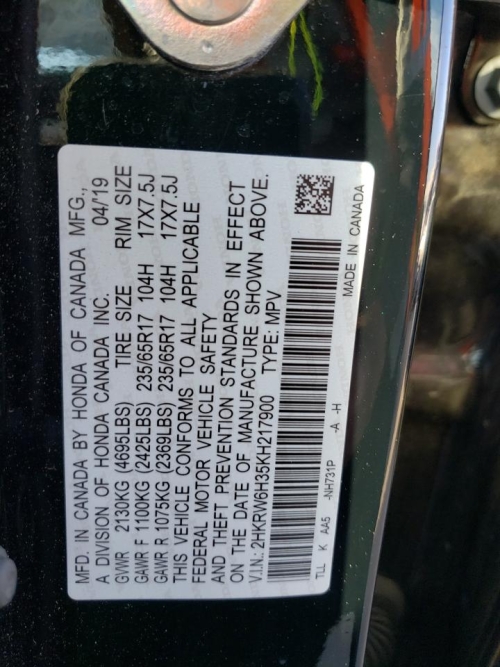 MFD. IN CANADA BY HONDA OF CANADA MFG.,
A DIVISION OF HONDA CANADA INC. 04/'19
GVWR 2130KG (4695LBS) TIRE SIZE RIM SIZE
GAWR F 1100KG (2425LBS) 235/65R17 104H 17X7.5J
GAWR R 1075KG (2369LBS) 235/65R17 104H 17X7.5J
THIS VEHICLE CONFORMS TO ALL APPLICABLE
FEDERAL MOTOR VEHICLE SAFETY
AND THEFT PREVENTION STANDARDS IN EFFECT
ON THE DATE OF MANUFACTURE SHOWN ABOVE.
V.I.N.: 2HKRW6H35KH217900 TYPE: MPV
TLL K AA5 -NH731P -A -H
MADE IN CANADA